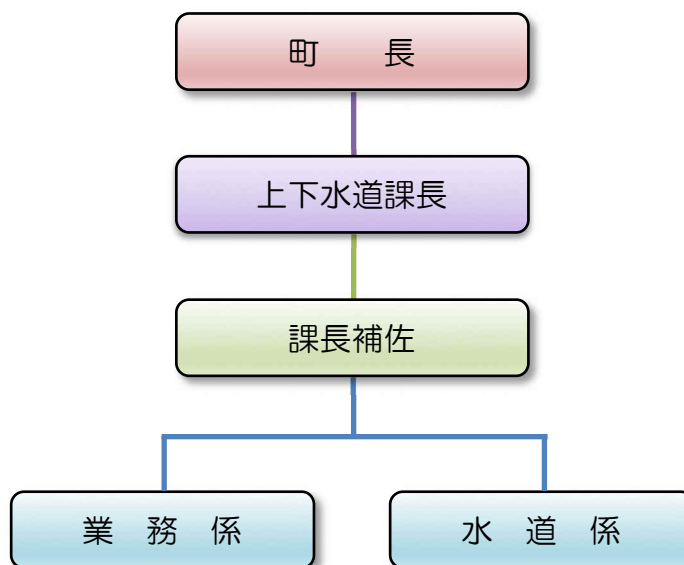 町　長
上下水道課長
課長補佐
業　務　係
水　道　係